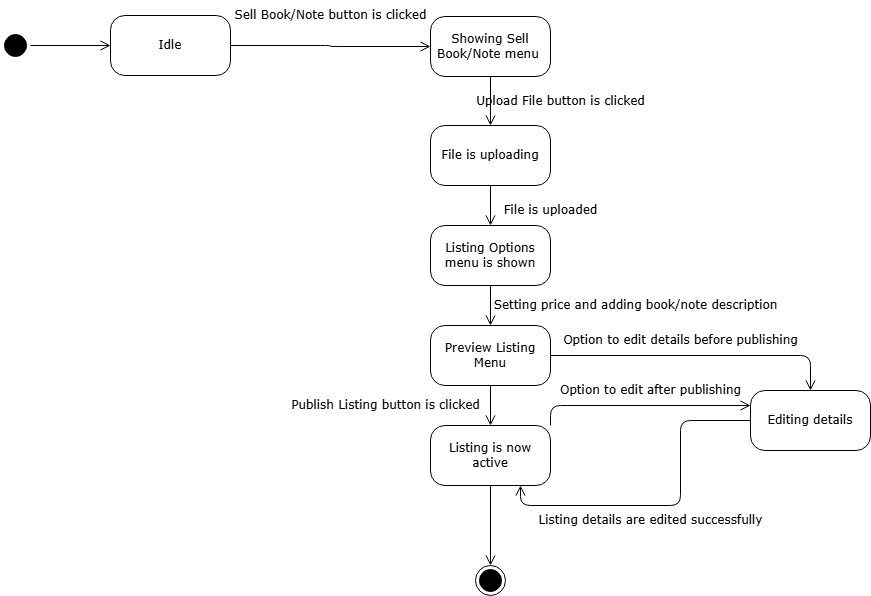 Sell Book/Note button is clicked
Idle
Showing Sell
Book/Note menu
Upload File button is clicked
File is uploading
File is uploaded
Listing Options
menu is shown
Setting price and adding book/note description
Preview Listing
Menu
Option to edit details before publishing
Publish Listing button is clicked
Option to edit after publishing
Editing details
Listing is now
active
Listing details are edited successfully